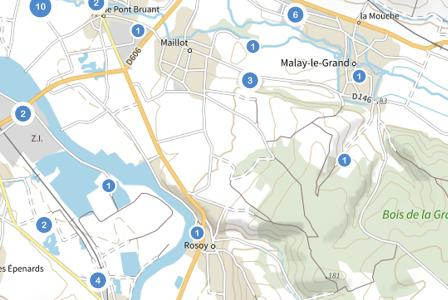 10
2
le Pont Bruant
6
la Mouche
1
Maillot
1
D606
Malay-le-Grand
3
1
D146
83
2
Z.I.
1
1
Bois de la Gra
2
1
Rosoy
es Épenards
4
181